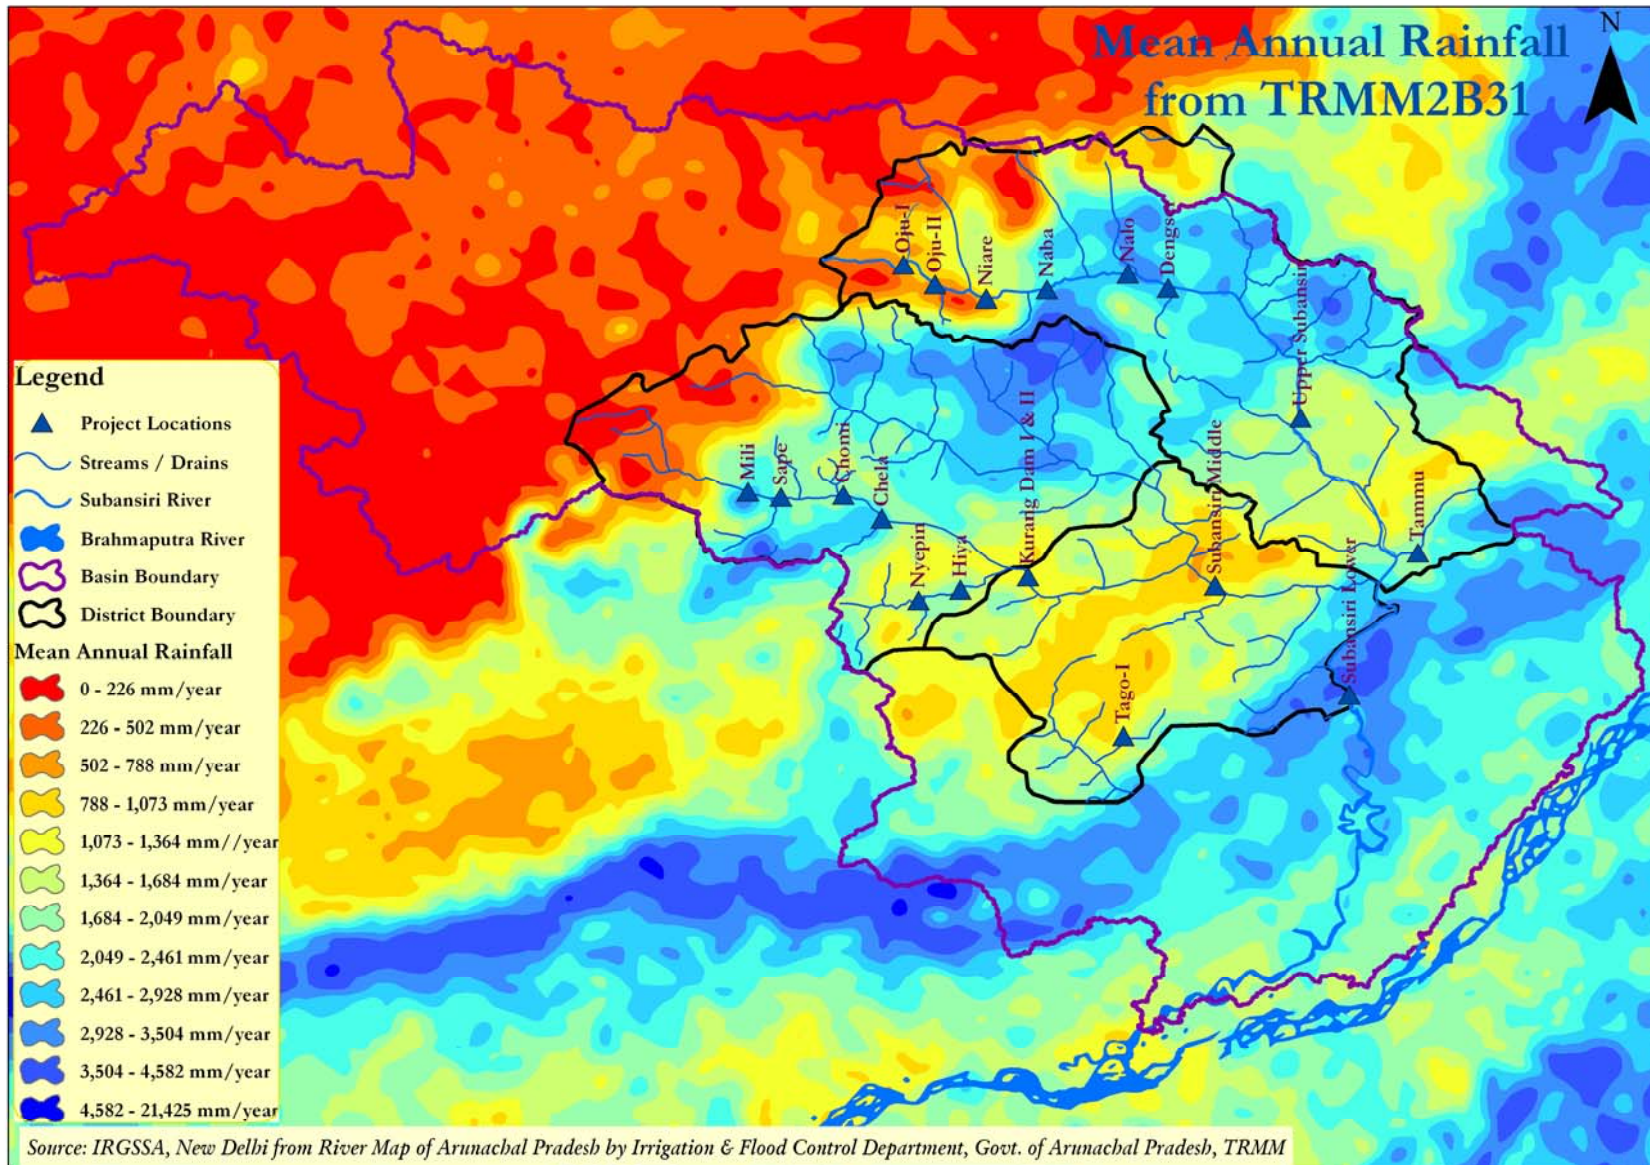 Mean Annual Rainfall
from TRMM2B31
N
Oju-I
Oju-II
Niare
Naba
Nalo
Dengser
Upper Subansiri
Mili
Sape
Chomi
Chela
Nyepin
Hiya
Kurang Dam I & II
Subansiri Middle
Tammu
Subansiri Lower
Tago-I
Legend
Project Locations
Streams / Drains
Subansiri River
Brahmaputra River
Basin Boundary
District Boundary
Mean Annual Rainfall
0 - 226 mm/year
226 - 502 mm/year
502 - 788 mm/year
788 - 1,073 mm/year
1,073 - 1,364 mm//year
1,364 - 1,684 mm/year
1,684 - 2,049 mm/year
2,049 - 2,461 mm/year
2,461 - 2,928 mm/year
2,928 - 3,504 mm/year
3,504 - 4,582 mm/year
4,582 - 21,425 mm/year
Source: IRGSSA, New Delhi from River Map of Arunachal Pradesh by Irrigation & Flood Control Department, Govt. of Arunachal Pradesh, TRMM